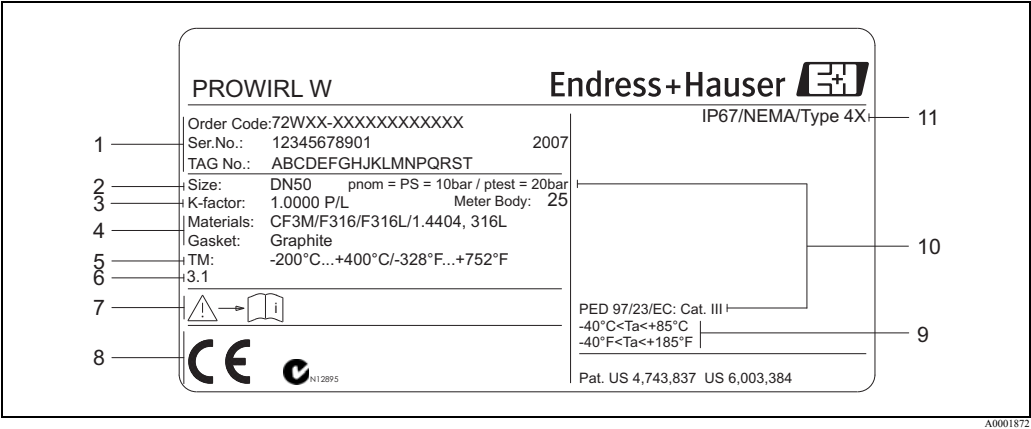 PROWIRL W
Endress+Hauser EH
IP67/NEMA/Type 4X 11
1 Order Code: 72WXX-XXXXXXXXXXXX
Ser.No.: 12345678901 2007
TAG No.: ABCDEFGHJKLMNPQRST
2 Size: DN50 pnom = PS = 10bar / ptest = 20bar
3 K-factor: 1.0000 P/L Meter Body: 25
4 Materials: CF3M/F316/F316L/1.4404, 316L
Gasket: Graphite
5 TM: -200°C...+400°C/-328°F...+752°F
6 3.1
10
7 i
PED 97/23/EC: Cat. III
-40°C<Ta<+85°C
-40°F<Ta<+185°F
9
8 CE N12895
Pat. US 4,743,837 US 6,003,384
A0001872